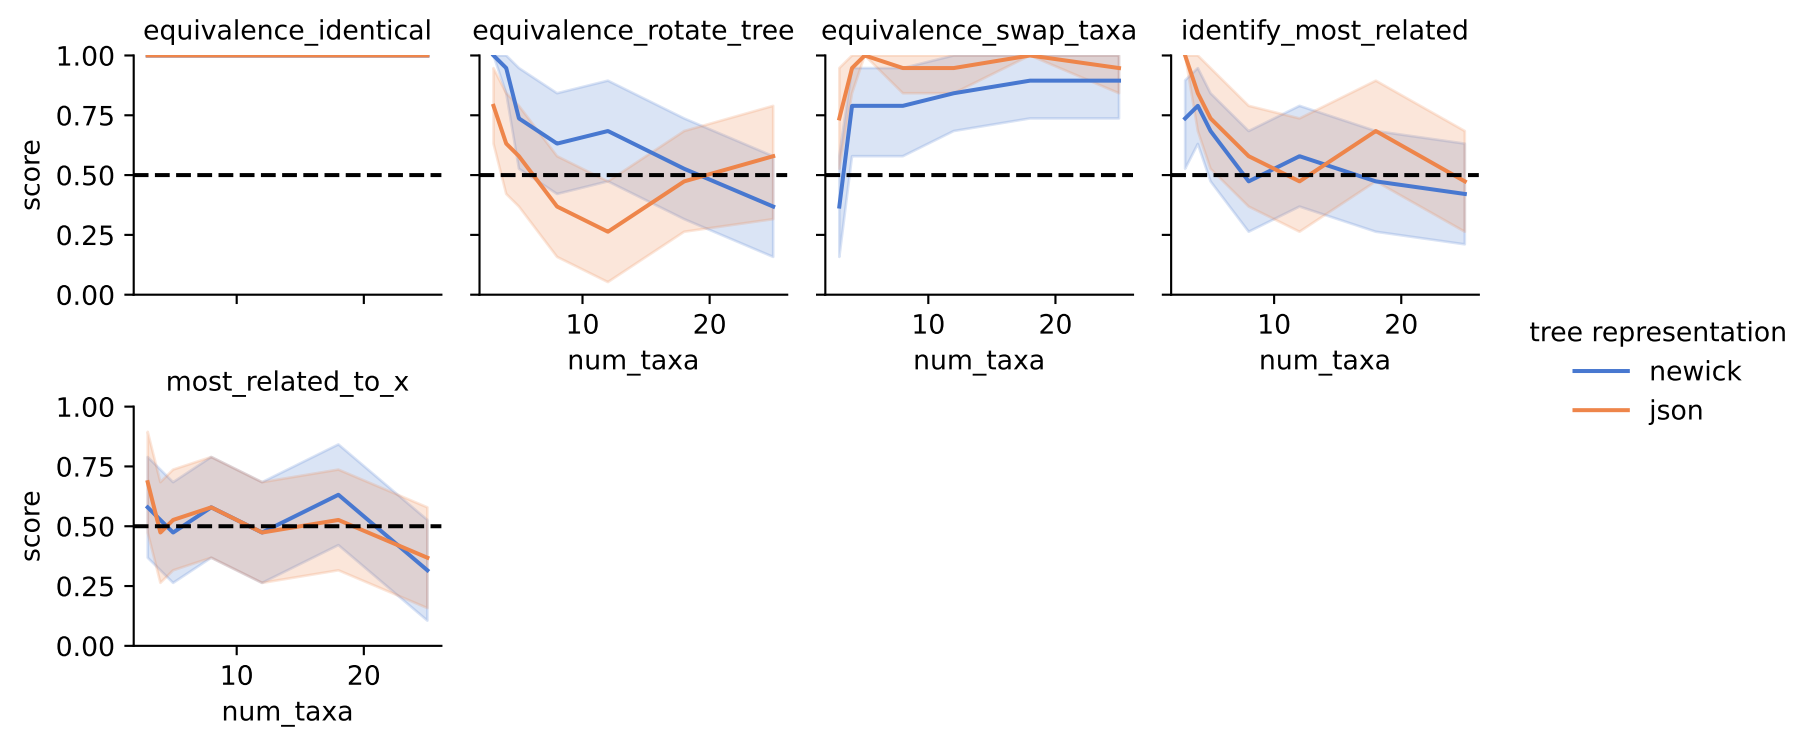 equivalence_identical
equivalence_rotate_tree
equivalence_swap_taxa
identify_most_related
score
1.00
0.75
0.50
0.25
0.00
10 20
num_taxa
10 20
num_taxa
10 20
num_taxa
most_related_to_x
score
1.00
0.75
0.50
0.25
0.00
10 20
num_taxa
tree representation
newick
json